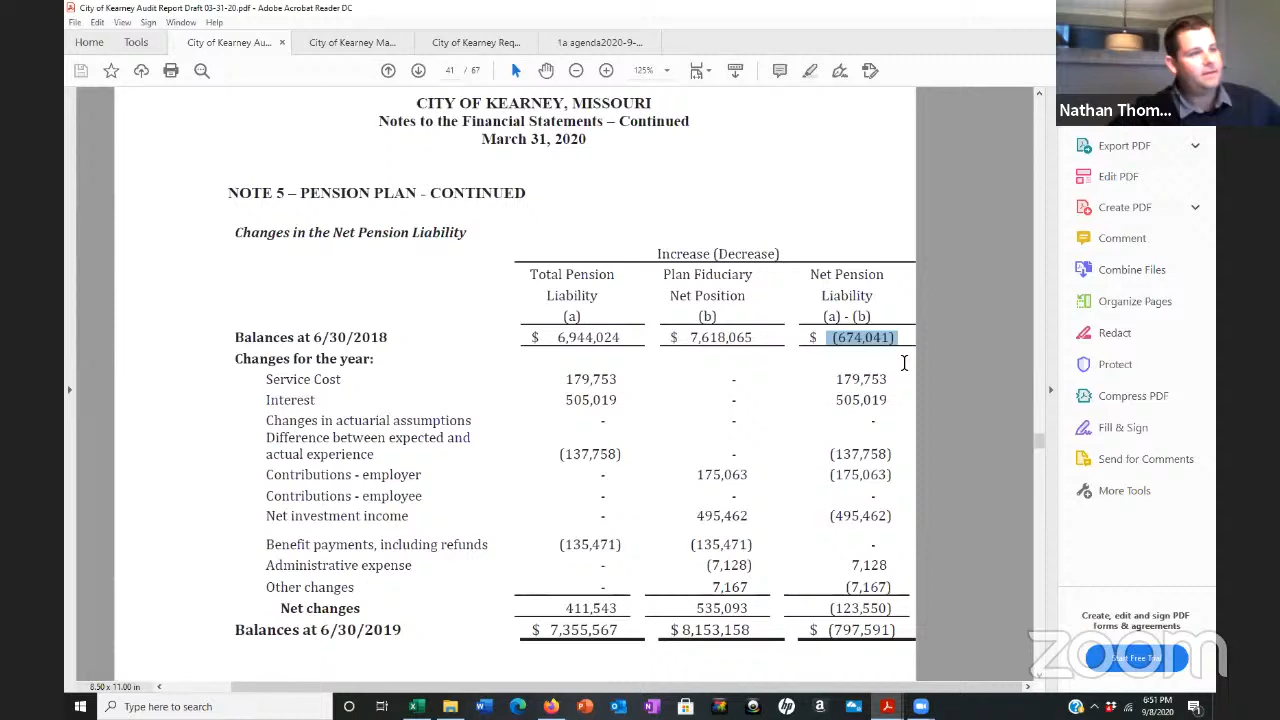 City of Kearney Audit Report Draft 03-31-20.pdf - Adobe Acrobat Reader DC
File Edit View Sign Window Help
Home Tools City of Kearney Au... × City of Kearney Ma... City of Kearney Req... 1a agenda2020-9-...
41 / 67 125%
Nathan Thom...
CITY OF KEARNEY, MISSOURI
Notes to the Financial Statements – Continued
March 31, 2020
NOTE 5 – PENSION PLAN - CONTINUED
Changes in the Net Pension Liability
Increase (Decrease)
Total Pension Plan Fiduciary Net Pension
Liability Net Position Liability
(a) (b) (a) - (b)
Balances at 6/30/2018 $ 6,944,024 $ 7,618,065 $ (674,041)
Changes for the year:
Service Cost 179,753 - 179,753
Interest 505,019 - 505,019
Changes in actuarial assumptions - - -
Difference between expected and
actual experience (137,758) - (137,758)
Contributions - employer - 175,063 (175,063)
Contributions - employee - - -
Net investment income - 495,462 (495,462)
Benefit payments, including refunds (135,471) (135,471) -
Administrative expense - (7,128) 7,128
Other changes - 7,167 (7,167)
Net changes 411,543 535,093 (123,550)
Balances at 6/30/2019 $ 7,355,567 $ 8,153,158 $ (797,591)
Export PDF
Edit PDF
Create PDF
Comment
Combine Files
Organize Pages
Redact
Protect
Compress PDF
Fill & Sign
Send for Comments
More Tools
Create, edit and sign PDF
forms & agreements
Start Free Trial
zoom
8.50 x 11.00 in
Type here to search
6:51 PM
9/8/2020